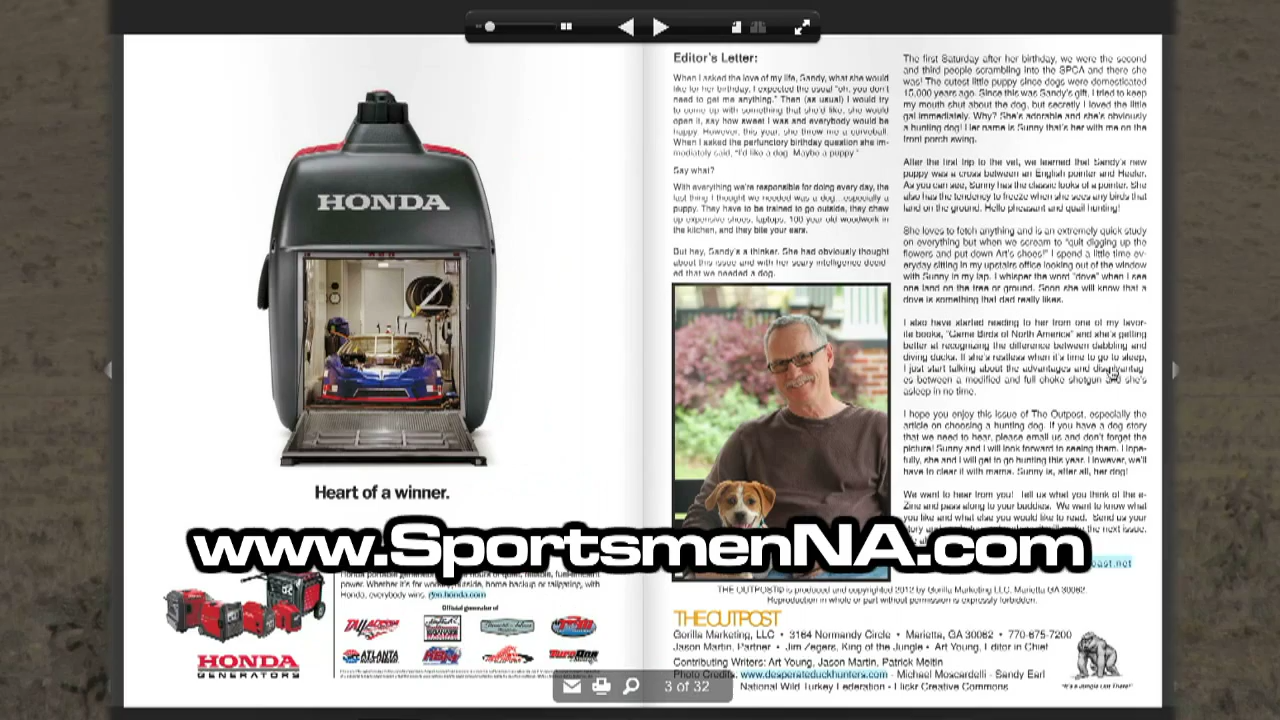 HONDA
Heart of a winner.
power. Whether it's for work, outside, home backup or tailgating, with
Honda, everybody wins.
Official generator of
ATLANTA
HONDA
GENERATORS
Editor's Letter:
When I asked the love of my life, Sandy, what she would
like for her birthday, I expected the usual "oh, you don't
need to get me anything." Then (as usual) I would try
to come up with something that she'd like, she would
open it, say how sweet I was and everybody would be
happy. However, this year, she threw me a curveball.
When I asked the perfunctory birthday question she im-
mediately said, "I'd like a dog. Maybe a puppy."
Say what?
With everything we're responsible for doing every day, the
last thing I thought we needed was a dog...especially a
puppy. They have to be trained to go outside, they chew
up expensive shoes, laptops, 100 year old woodwork in
the kitchen, and they bite your ears.
But hey, Sandy's a thinker. She had obviously thought
about this issue and with her scary intelligence decid-
ed that we needed a dog.
The first Saturday after her birthday, we were the second
and third people scrambling into the SPCA and there she
was! The cutest little puppy since dogs were domesticated
15,000 years ago. Since this was Sandy's gift, I tried to keep
my mouth shut about the dog, but secretly I loved the little
gal immediately. Why? She's adorable and she's obviously
a hunting dog! Her name is Sunny that's her with me on the
front porch swing.
After the first trip to the vet, we learned that Sandy's new
puppy was a cross between an English pointer and Heeler.
As you can see, Sunny has the classic looks of a pointer. She
also has the tendency to freeze when she sees any birds that
land on the ground. Hello pheasant and quail hunting!
She loves to fetch anything and is an extremely quick study
on everything but when we scream to "quit digging up the
flowers and put down Art's shoes!" I spend a little time ev-
eryday sitting in my upstairs office looking out of the window
with Sunny in my lap. I whisper the word "dove" when I see
one land on the tree or ground. Soon she will know that a
dove is something that dad really likes.
I also have started reading to her from one of my favor-
ite books, "Game Birds of North America" and she's getting
better at recognizing the difference between dabbling and
diving ducks. If she's restless when it's time to go to sleep,
I just start talking about the advantages and disadvantag-
es between a modified and full choke shotgun and she's
asleep in no time.
I hope you enjoy this issue of The Outpost, especially the
article on choosing a hunting dog. If you have a dog story
that we need to hear, please email us and don't forget the
picture! Sunny and I will look forward to seeing them. Hope-
fully, she and I will get to go hunting this year. However, we'll
have to clear it with mama. Sunny is, after all, her dog!
We want to hear from you! Tell us what you think of the e-
Zine and pass along to your buddies. We want to know what
you like and what else you would like to read. Send us your
the next issue.
www.SportsmenNA.com
THE OUTPOST© is produced and copyrighted 2012 by Gorilla Marketing LLC, Marietta GA 30062.
Reproduction in whole or part without permission is expressly forbidden.
THE OUTPOST
Gorilla Marketing, LLC • 3164 Normandy Circle • Marietta, GA 30062 • 770-675-7200
Jason Martin, Partner • Jim Zegers, King of the Jungle • Art Young, Editor in Chief
Contributing Writers: Art Young, Jason Martin, Patrick Meitin
Photo Credits: www.desperateduckhunters.com - Michael Moscardelli - Sandy Earl
National Wild Turkey Federation - Flickr Creative Commons
"It's a Jungle Out There!"
3 of 32